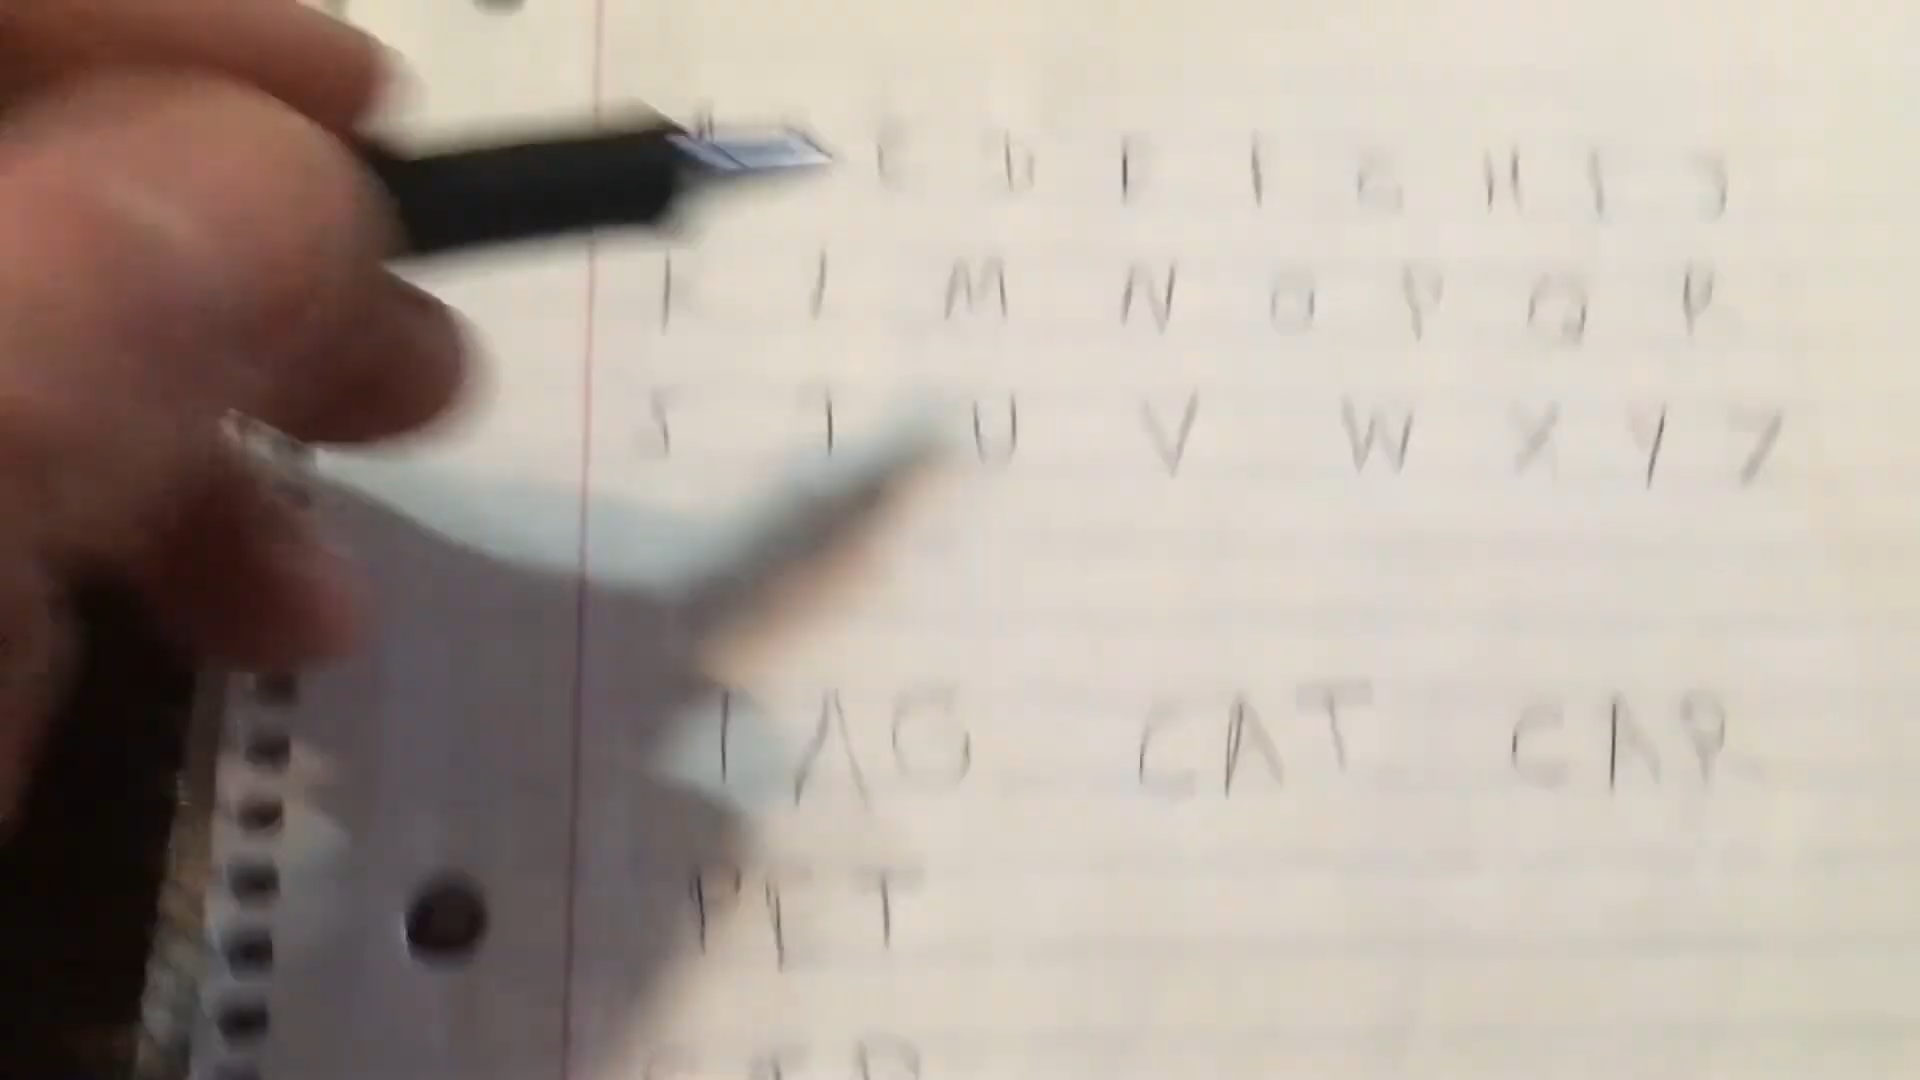 C D E F G H I J
K L M N O P Q R
S T U V W X Y Z
TAG CAT CAP
PET